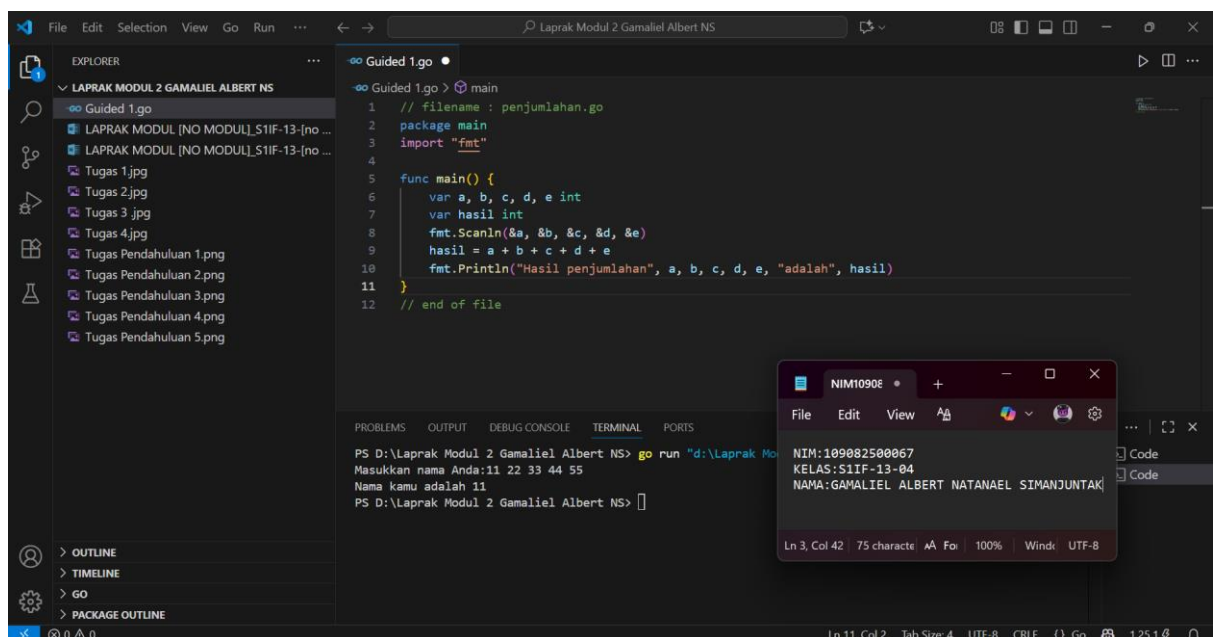 File Edit Selection View Go Run ...
Laprak Modul 2 Gamaliel Albert NS
EXPLORER
LAPRAK MODUL 2 GAMALIEL ALBERT NS
Guided 1.go
LAPRAK MODUL [NO MODUL]_S1IF-13-[no ...
LAPRAK MODUL [NO MODUL]_S1IF-13-[no ...
Tugas 1.jpg
Tugas 2.jpg
Tugas 3 .jpg
Tugas 4.jpg
Tugas Pendahuluan 1.png
Tugas Pendahuluan 2.png
Tugas Pendahuluan 3.png
Tugas Pendahuluan 4.png
Tugas Pendahuluan 5.png
OUTLINE
TIMELINE
GO
PACKAGE OUTLINE
1
Guided 1.go
Guided 1.go > main
1 // filename : penjumlahan.go
2 package main
3 import "fmt"
4
5 func main() {
6 var a, b, c, d, e int
7 var hasil int
8 fmt.Scanln(&a, &b, &c, &d, &e)
9 hasil = a + b + c + d + e
10 fmt.Println("Hasil penjumlahan", a, b, c, d, e, "adalah", hasil)
11 }
12 // end of file
PROBLEMS OUTPUT DEBUG CONSOLE TERMINAL PORTS
PS D:\Laprak Modul 2 Gamaliel Albert NS> go run "d:\Laprak Mo
Masukkan nama Anda:11 22 33 44 55
Nama kamu adalah 11
PS D:\Laprak Modul 2 Gamaliel Albert NS>
Code
Code
NIM10908
File Edit View
NIM:109082500067
KELAS:S1IF-13-04
NAMA:GAMALIEL ALBERT NATANAEL SIMANJUNTAK
Ln 3, Col 42 75 characte For 100% Windo UTF-8
0 0
Ln 11, Col 2 Tab Size: 4 UTF-8 CRLF {} Go 1.25.1